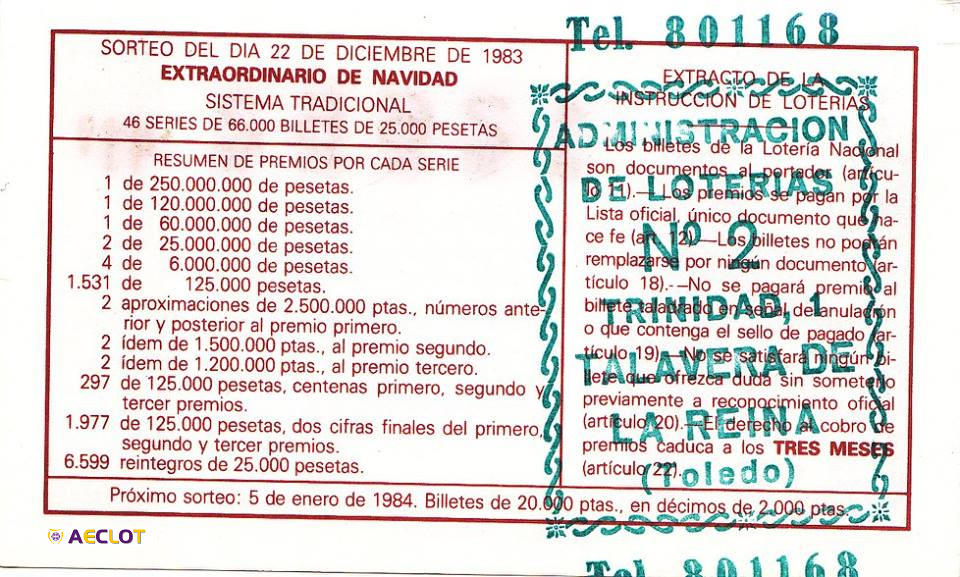 Tel. 801168
SORTEO DEL DIA 22 DE DICIEMBRE DE 1983
EXTRAORDINARIO DE NAVIDAD
SISTEMA TRADICIONAL
46 SERIES DE 66.000 BILLETES DE 25.000 PESETAS
RESUMEN DE PREMIOS POR CADA SERIE
1 de 250.000.000 de pesetas.
1 de 120.000.000 de pesetas.
1 de 60.000.000 de pesetas.
2 de 25.000.000 de pesetas.
4 de 6.000.000 de pesetas.
1.531 de 125.000 pesetas.
2 aproximaciones de 2.500.000 ptas., números ante-
rior y posterior al premio primero.
2 ídem de 1.500.000 ptas., al premio segundo.
2 ídem de 1.200.000 ptas., al premio tercero.
297 de 125.000 pesetas, centenas primero, segundo y
tercer premios.
1.977 de 125.000 pesetas, dos cifras finales del primero,
segundo y tercer premios.
6.599 reintegros de 25.000 pesetas.
EXTRACTO DE LA
INSTRUCCION DE LOTERIAS
Los billetes de la Lotería Nacional
son documentos al portador (artícu-
lo 11).—Los premios se pagan por la
Lista oficial, único documento que ha-
ce fe (art. 12).—Los billetes no podrán
remplazarse por ningún documento (ar-
tículo 18).-—No se pagará premio al
billete taladrado en señal de anulación
o que contenga el sello de pagado (ar-
tículo 19).—No se satisfará ningún bi-
llete que ofrezca duda sin someterlo
previamente a reconocimiento oficial
(artículo 20).—El derecho al cobro de
premios caduca a los TRES MESES
(artículo 22).
ADMINISTRACION
DE LOTERIAS
Nº 2
TRINIDAD, 1
TALAVERA DE
LA REINA
(Toledo)
Próximo sorteo: 5 de enero de 1984. Billetes de 20.000 ptas., en décimos de 2.000 ptas.
AECLOT
Tel. 801168